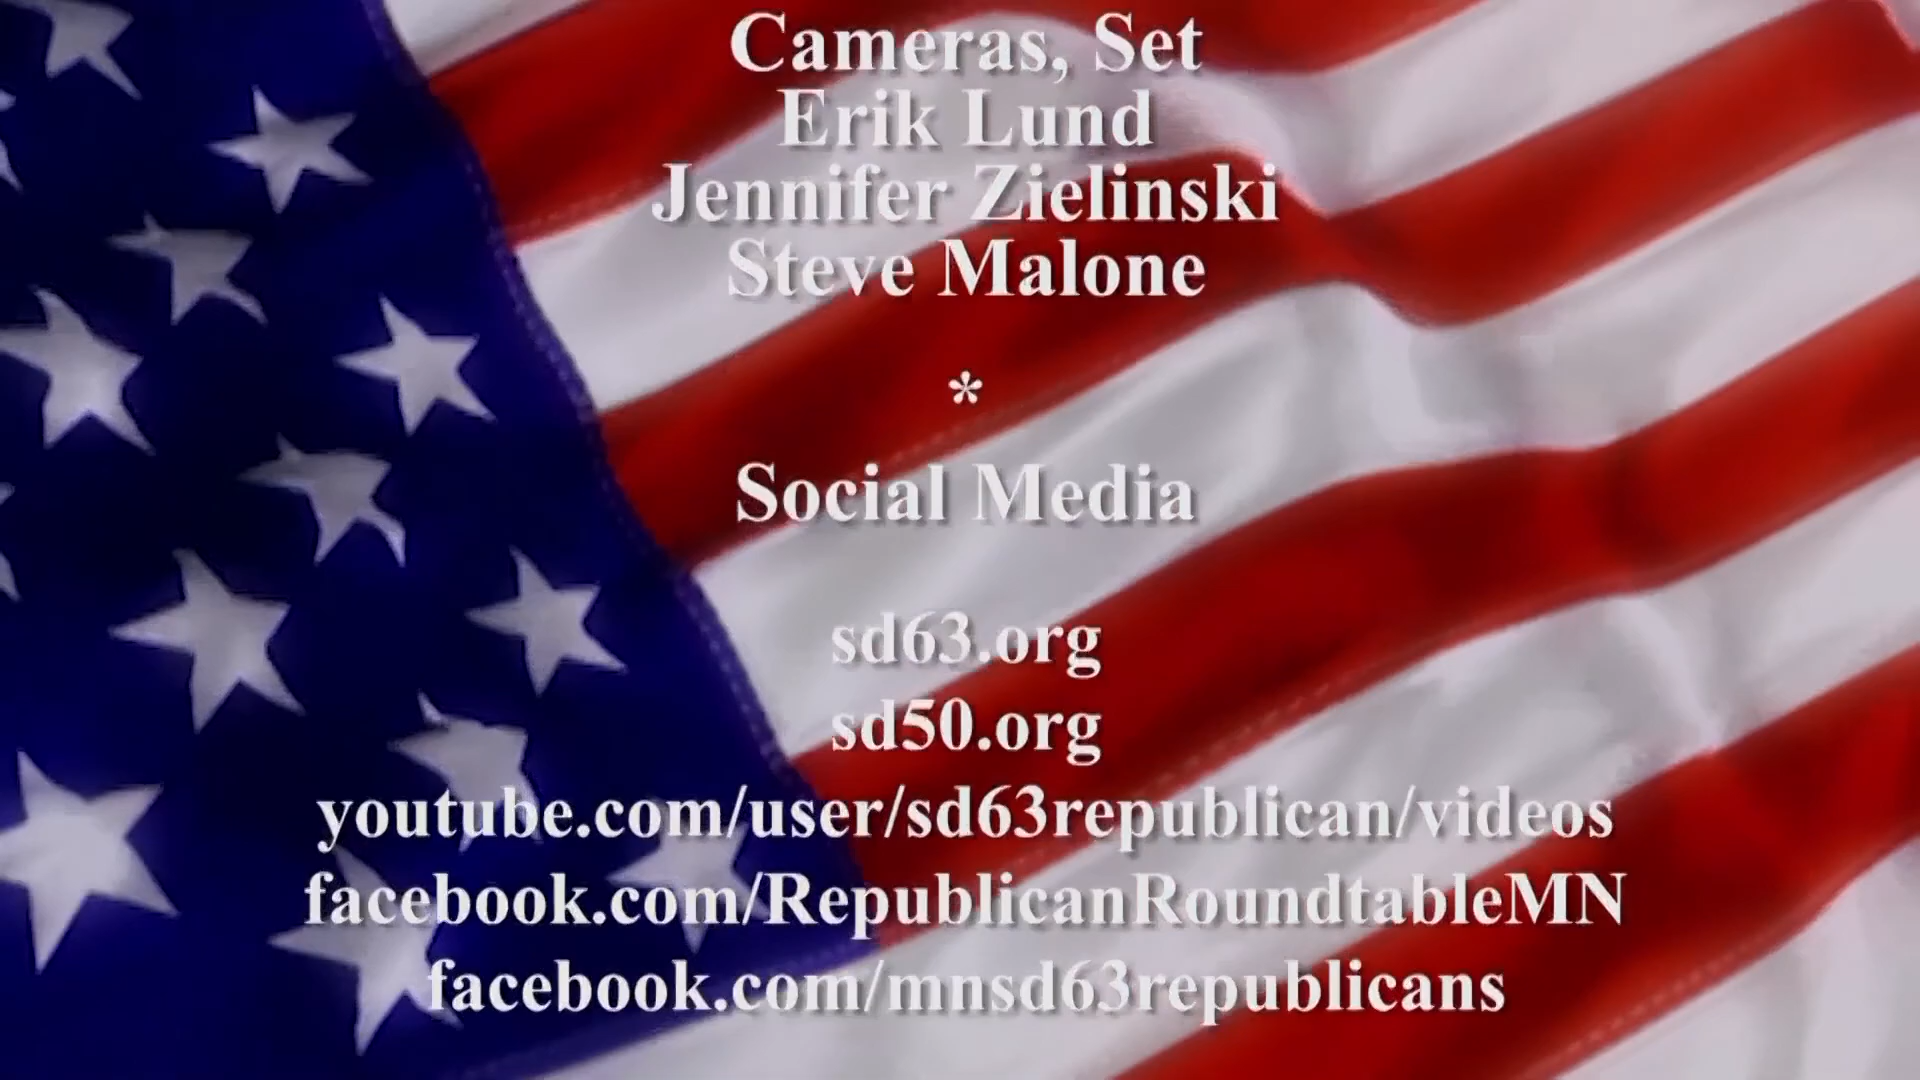 Cameras, Set
Erik Lund
Jennifer Zielinski
Steve Malone
*
Social Media
sd63.org
sd50.org
youtube.com/user/sd63republican/videos
facebook.com/RepublicanRoundtableMN
facebook.com/mnsd63republicans